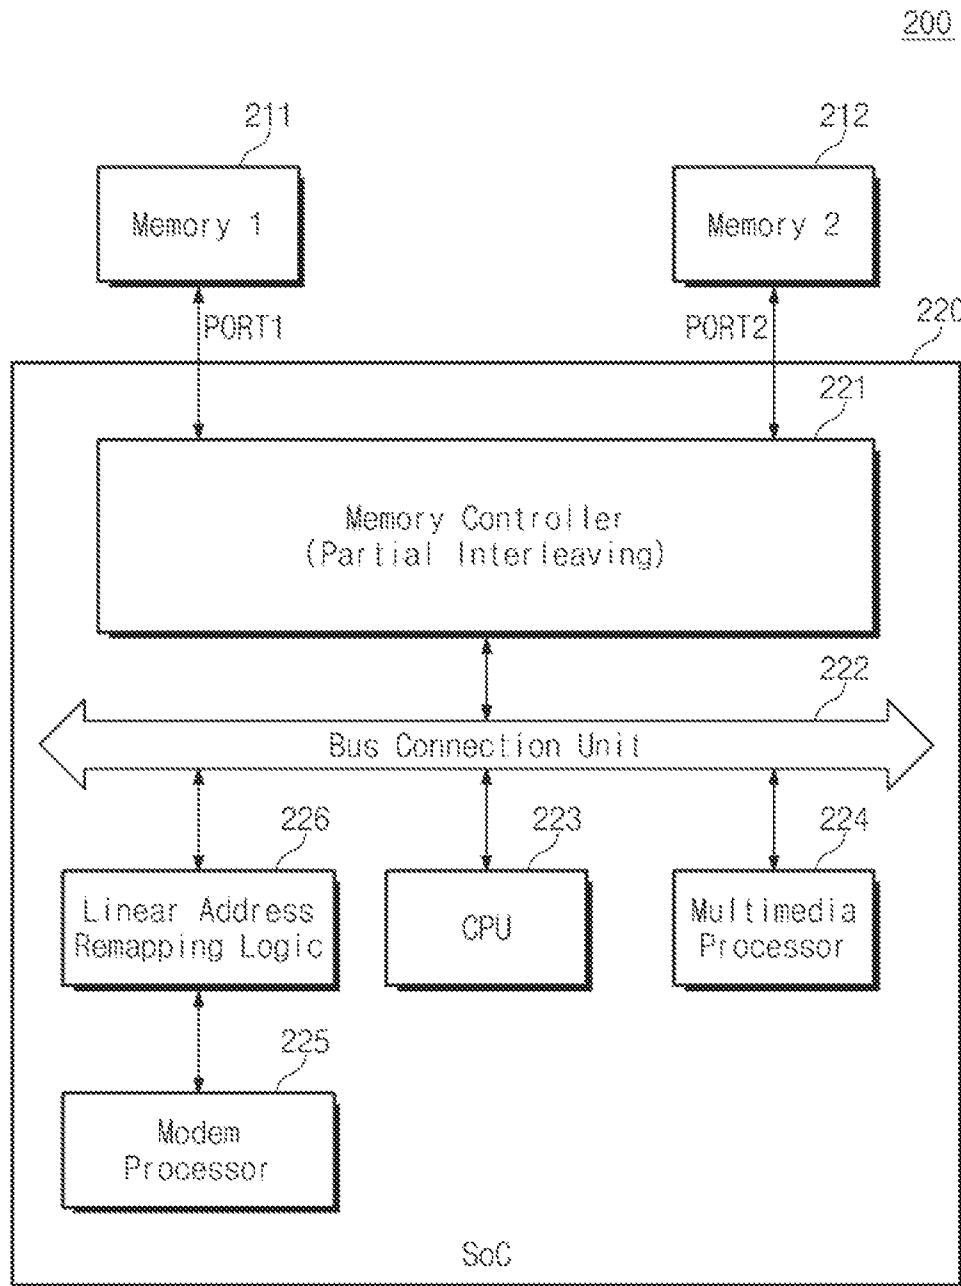 200
211
212
Memory 1
Memory 2
PORT1
PORT2
220
221
Memory Controller
(Partial Interleaving)
222
Bus Connection Unit
226
223
224
Linear Address
Remapping Logic
CPU
Multimedia
Processor
225
Modem
Processor
SoC